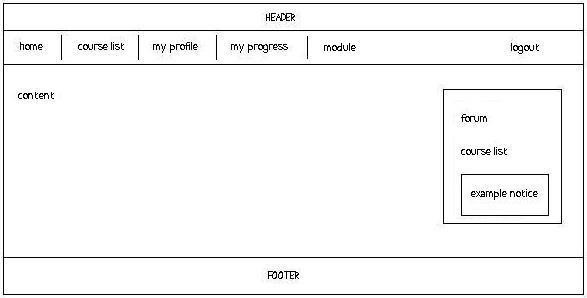 HEADER
home course list my profile my progress module logout
content
forum
course list
example notice
FOOTER